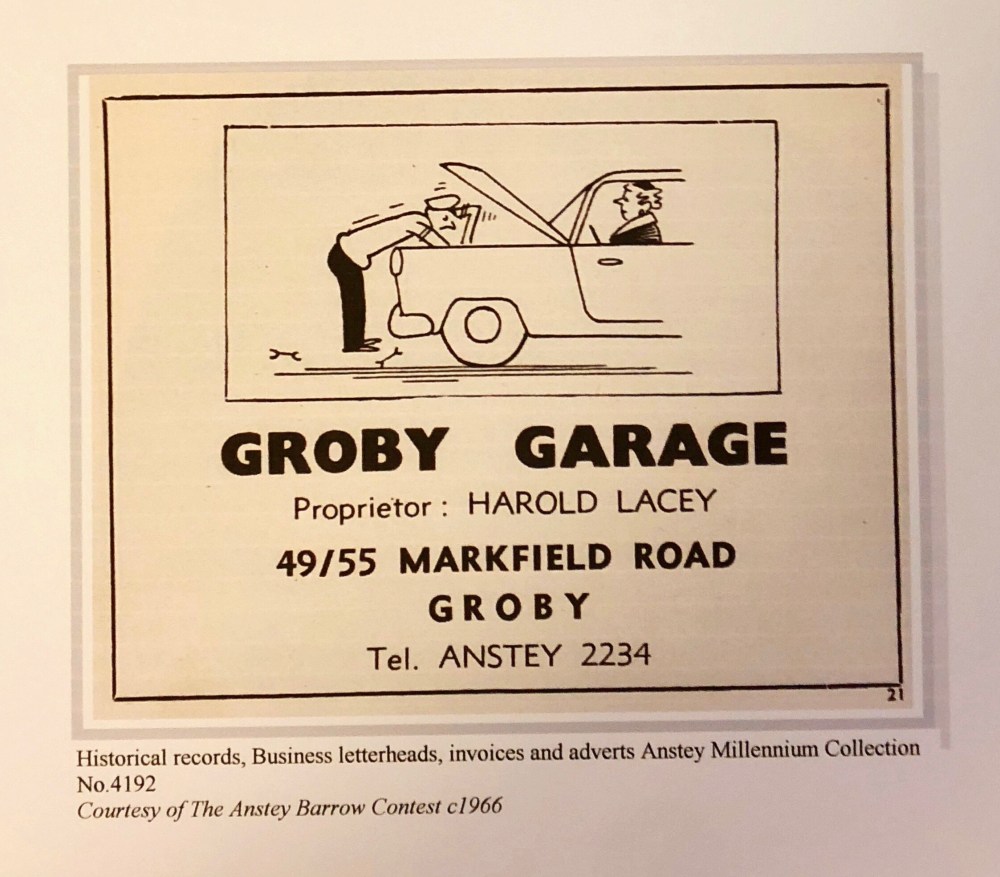 GROBY GARAGE
Proprietor : HAROLD LACEY
49/55 MARKFIELD ROAD
GROBY
Tel. ANSTEY 2234
21
Historical records, Business letterheads, invoices and adverts Anstey Millennium Collection
No.4192
Courtesy of The Anstey Barrow Contest c1966